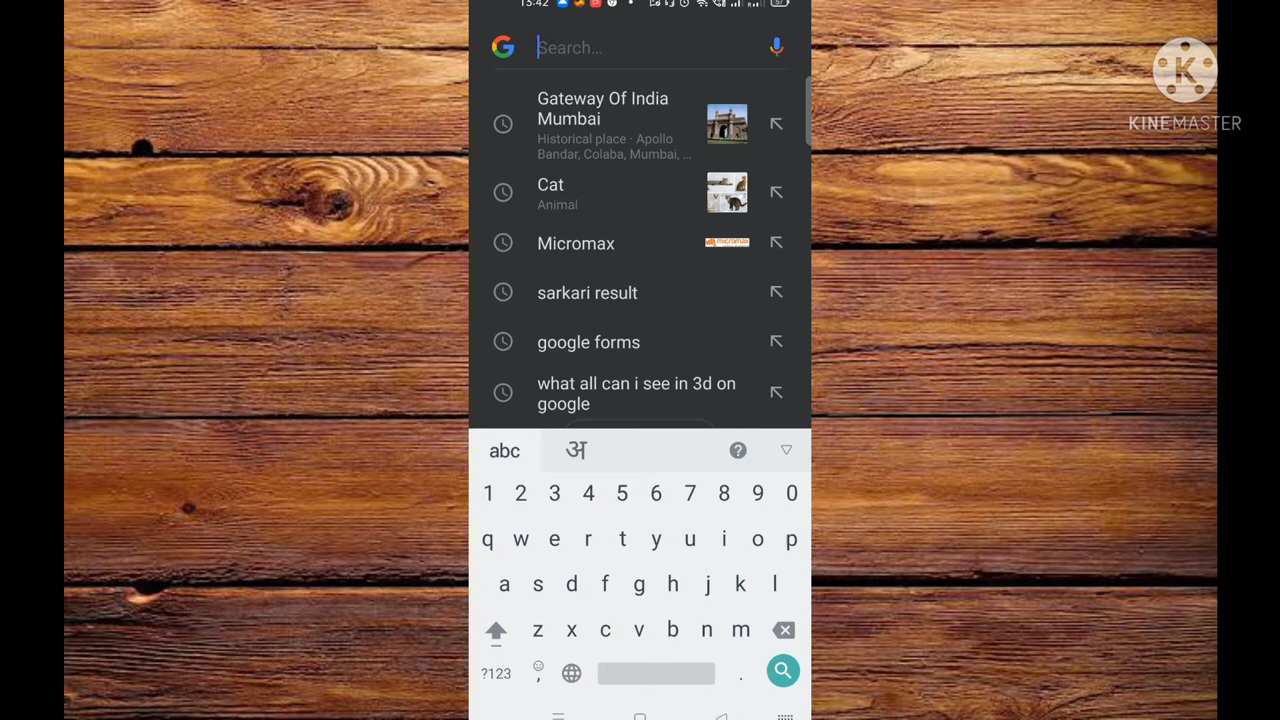 15:42
Search...
Gateway Of India
Mumbai
Historical place · Apollo
Bandar, Colaba, Mumbai, ...
Cat
Animal
Micromax
micromax
sarkari result
google forms
what all can i see in 3d on
google
abc अ
1 2 3 4 5 6 7 8 9 0
q w e r t y u i o p
a s d f g h j k l
z x c v b n m
?123 , .
K
KINEMASTER